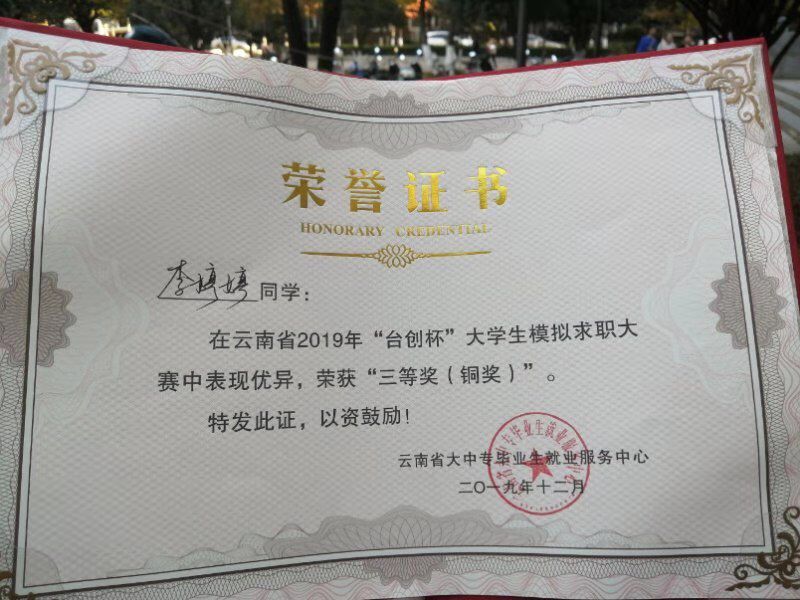 荣誉证书
HONORARY CREDENTIAL
李婷婷同学：
在云南省2019年“台创杯”大学生模拟求职大
赛中表现优异，荣获“三等奖（铜奖）”。
特发此证，以资鼓励！
云南省大中专毕业生就业服务中心
二〇一九年十二月